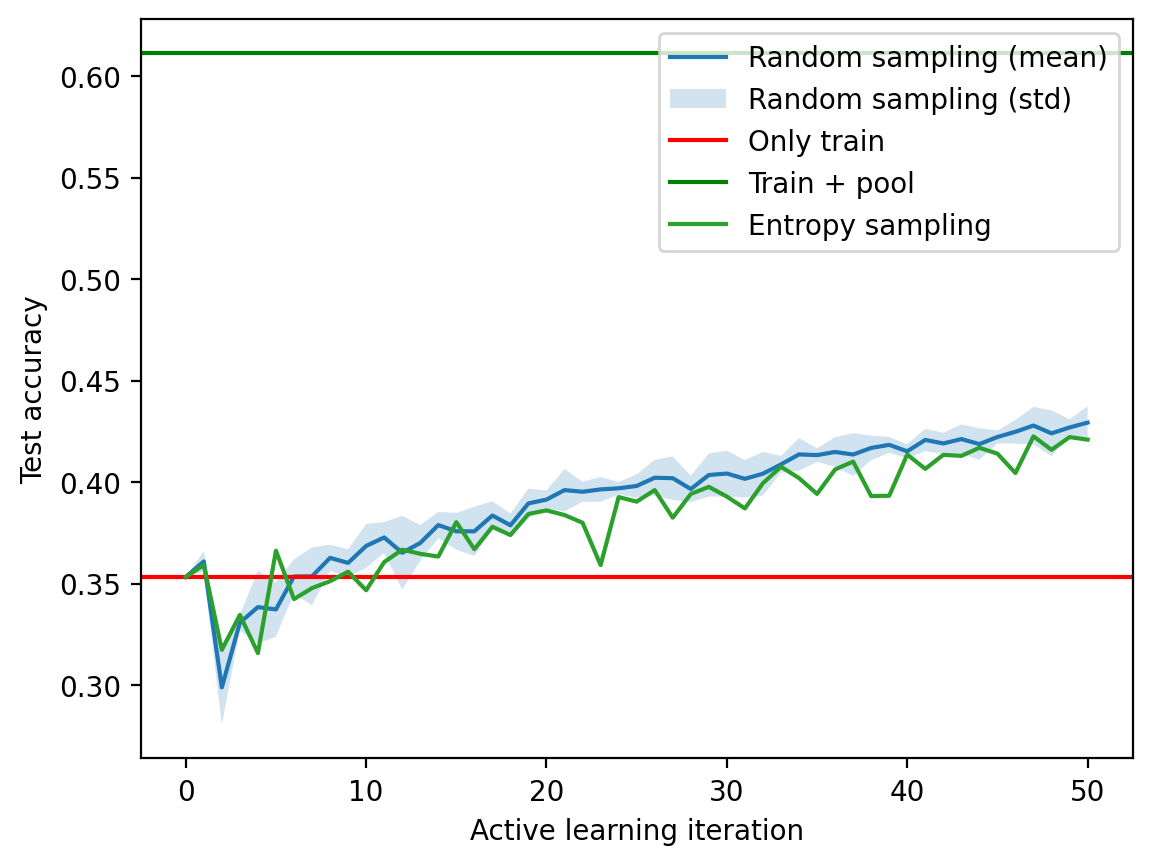 Random sampling (mean)
Random sampling (std)
Only train
Train + pool
Entropy sampling
0.60
0.55
0.50
0.45
0.40
0.35
0.30
Test accuracy
0 10 20 30 40 50
Active learning iteration